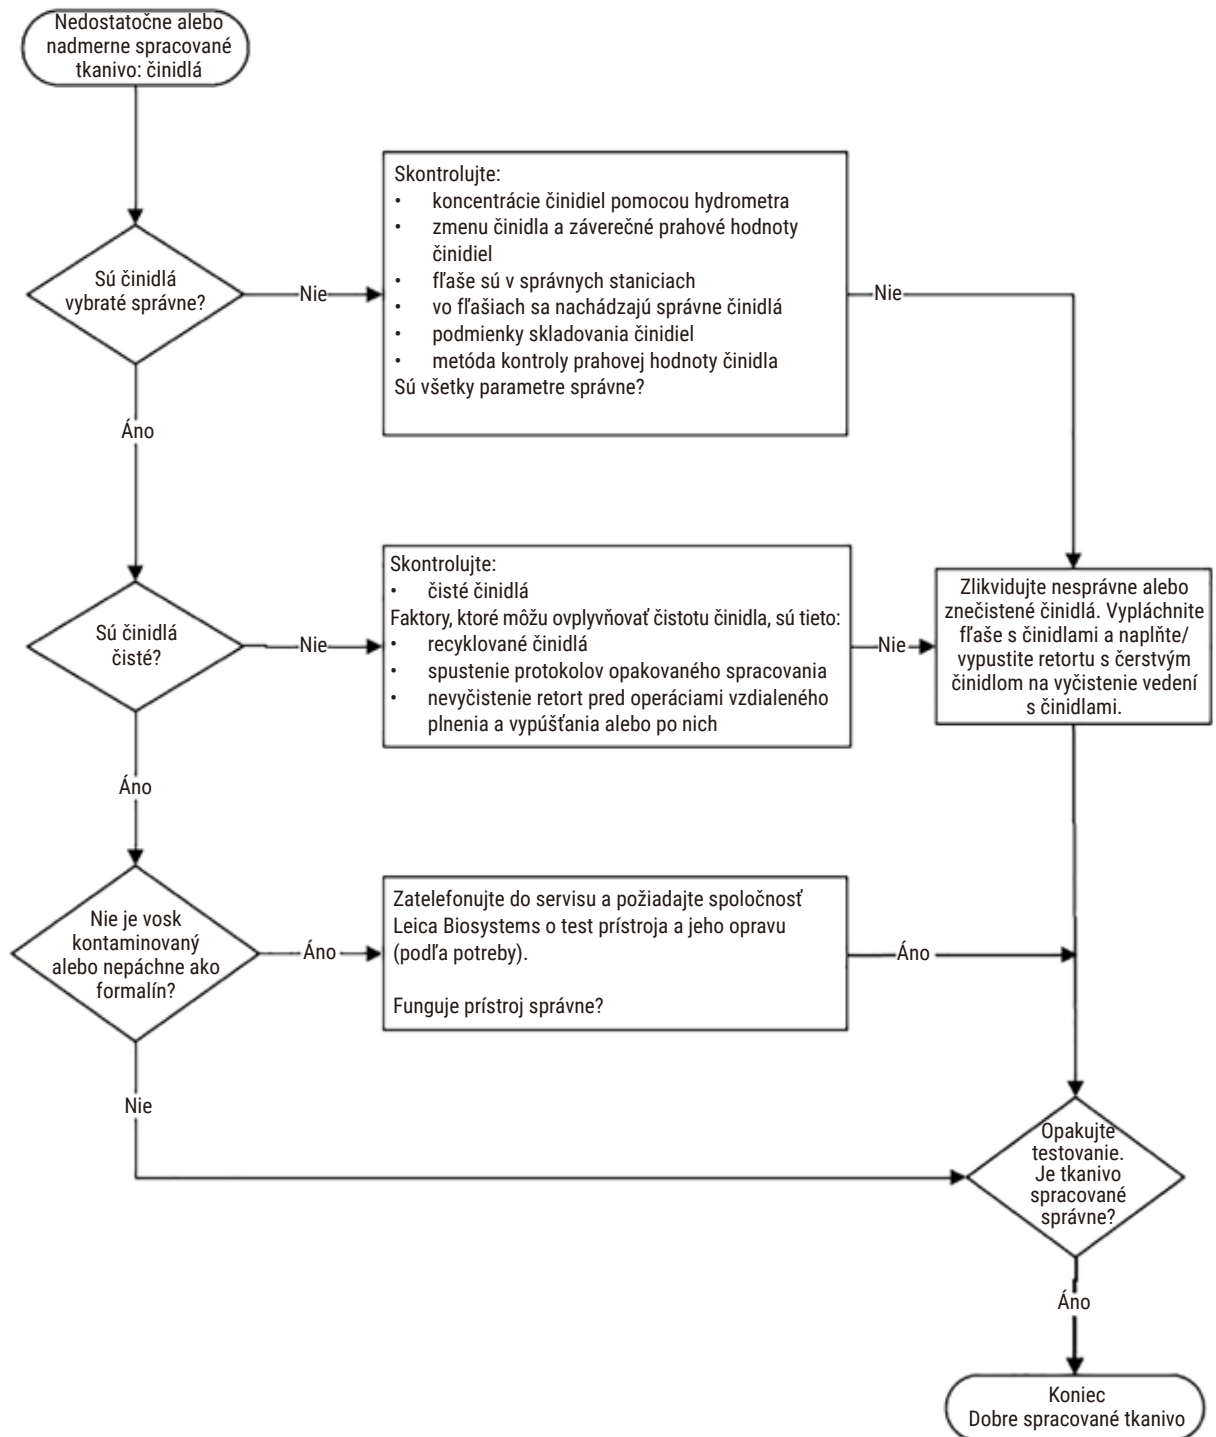 Nedostatočne alebo
nadmerne spracované
tkanivo: činidlá
Skontrolujte:
• koncentrácie činidiel pomocou hydrometra
• zmenu činidla a záverečné prahové hodnoty
činidiel
• fľaše sú v správnych staniciach
• vo fľašiach sa nachádzajú správne činidlá
• podmienky skladovania činidiel
• metóda kontroly prahovej hodnoty činidla
Sú všetky parametre správne?
Sú činidlá
vybraté správne?
Nie
Nie
Áno
Skontrolujte:
• čisté činidlá
Faktory, ktoré môžu ovplyvňovať čistotu činidla, sú tieto:
• recyklované činidlá
• spustenie protokolov opakovaného spracovania
• nevyčistenie retort pred operáciami vzdialeného
plnenia a vypúšťania alebo po nich
Sú činidlá
čisté?
Nie
Nie
Zlikvidujte nesprávne alebo
znečistené činidlá. Vypláchnite
fľaše s činidlami a naplňte/
vypustite retortu s čerstvým
činidlom na vyčistenie vedení
s činidlami.
Áno
Nie je vosk
kontaminovaný
alebo nepáchne ako
formalín?
Áno
Zatelefonujte do servisu a požiadajte spoločnosť
Leica Biosystems o test prístroja a jeho opravu
(podľa potreby).
Funguje prístroj správne?
Áno
Nie
Opakujte
testovanie.
Je tkanivo
spracované
správne?
Áno
Koniec
Dobre spracované tkanivo